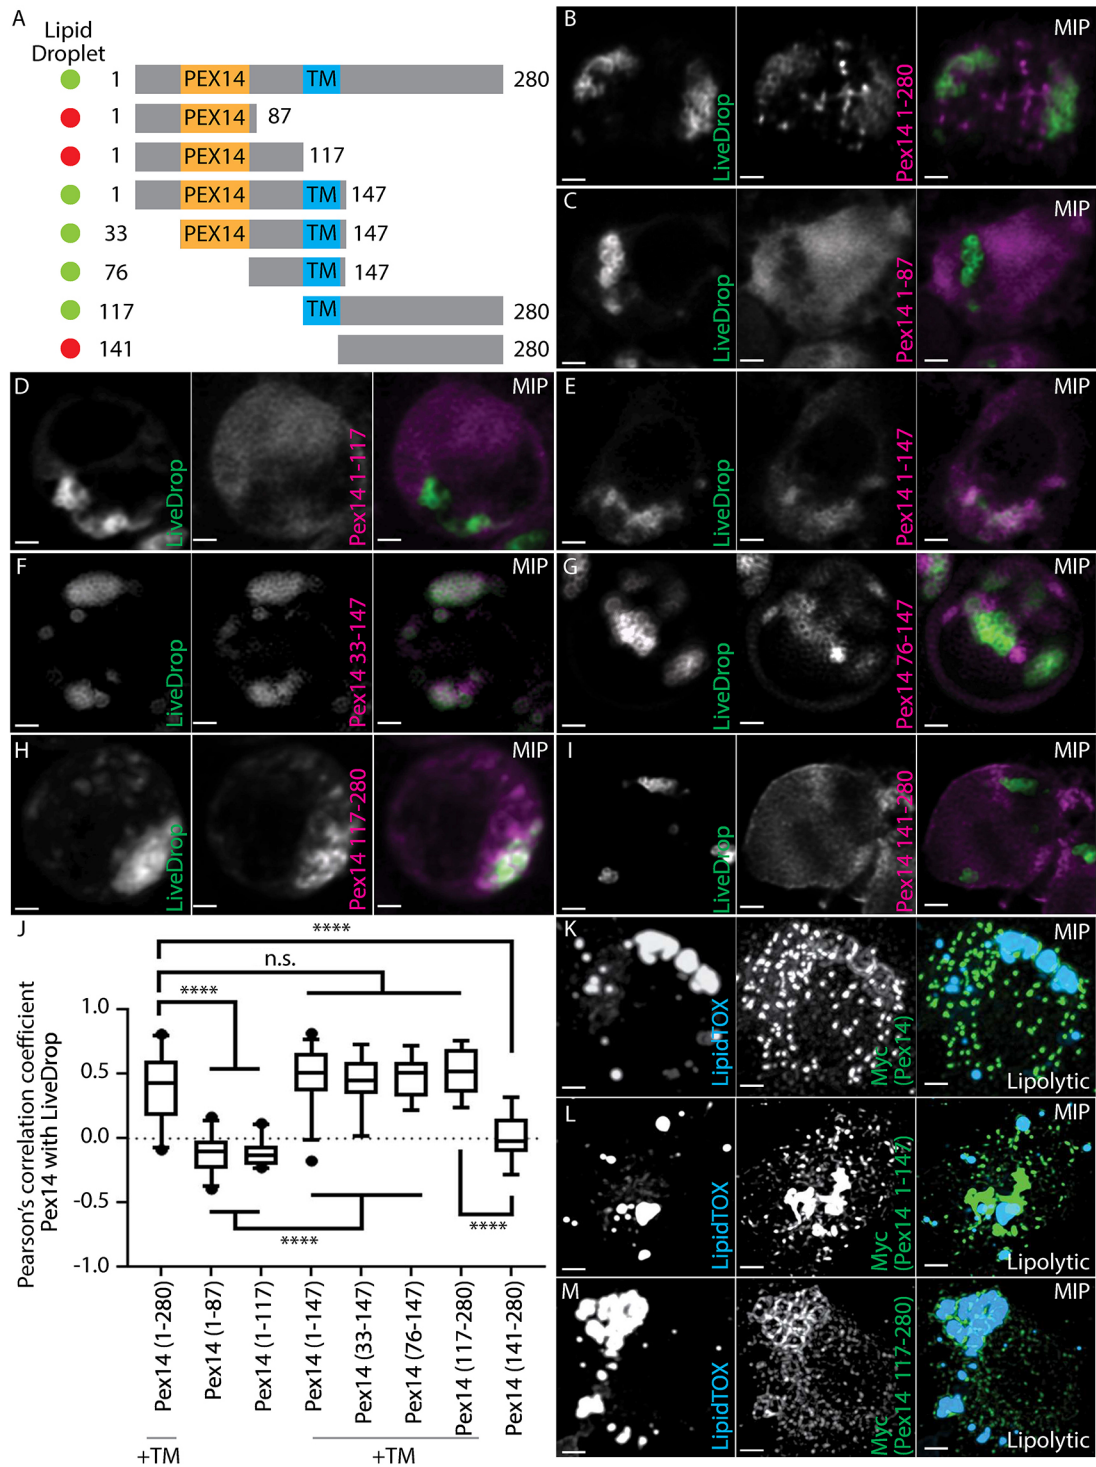 A
Lipid
Droplet
1 PEX14 TM 280
1 PEX14 87
1 PEX14 117
1 PEX14 TM 147
33 PEX14 TM 147
76 TM 147
117 TM 280
141 280
B
LiveDrop
Pex14 1-280
MIP
C
LiveDrop
Pex14 1-87
MIP
D
LiveDrop
Pex14 1-117
MIP
E
LiveDrop
Pex14 1-147
MIP
F
LiveDrop
Pex14 33-147
MIP
G
LiveDrop
Pex14 76-147
MIP
H
LiveDrop
Pex14 117-280
MIP
I
LiveDrop
Pex14 141-280
MIP
J
Pearson's correlation coefficient
Pex14 with LiveDrop
1.0
0.5
0.0
-0.5
-1.0
****
n.s.
****
****
****
Pex14 (1-280)
Pex14 (1-87)
Pex14 (1-117)
Pex14 (1-147)
Pex14 (33-147)
Pex14 (76-147)
Pex14 (117-280)
Pex14 (141-280)
+TM
+TM
K
LipidTOX
Myc
(Pex14)
MIP
Lipolytic
L
LipidTOX
Myc
(Pex14 1-147)
MIP
Lipolytic
M
LipidTOX
Myc
(Pex14 117-280)
MIP
Lipolytic